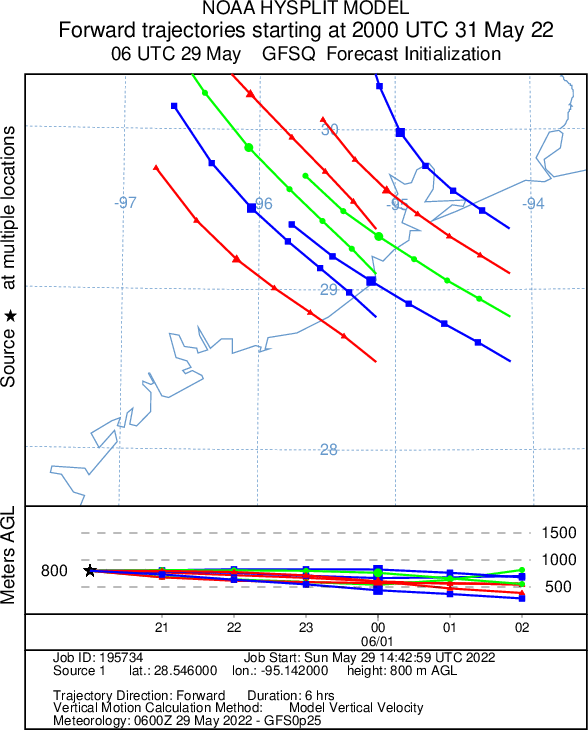 NOAA HYSPLIT MODEL
Forward trajectories starting at 2000 UTC 31 May 22
06 UTC 29 May GFSQ Forecast Initialization
Source ★ at multiple locations
30
-97
-96
-95
-94
29
28
Meters AGL
1500
1000
500
800
21
22
23
00
01
02
06/01
Job ID: 195734 Job Start: Sun May 29 14:42:59 UTC 2022
Source 1 lat.: 28.546000 lon.: -95.142000 height: 800 m AGL
Trajectory Direction: Forward Duration: 6 hrs
Vertical Motion Calculation Method: Model Vertical Velocity
Meteorology: 0600Z 29 May 2022 - GFS0p25